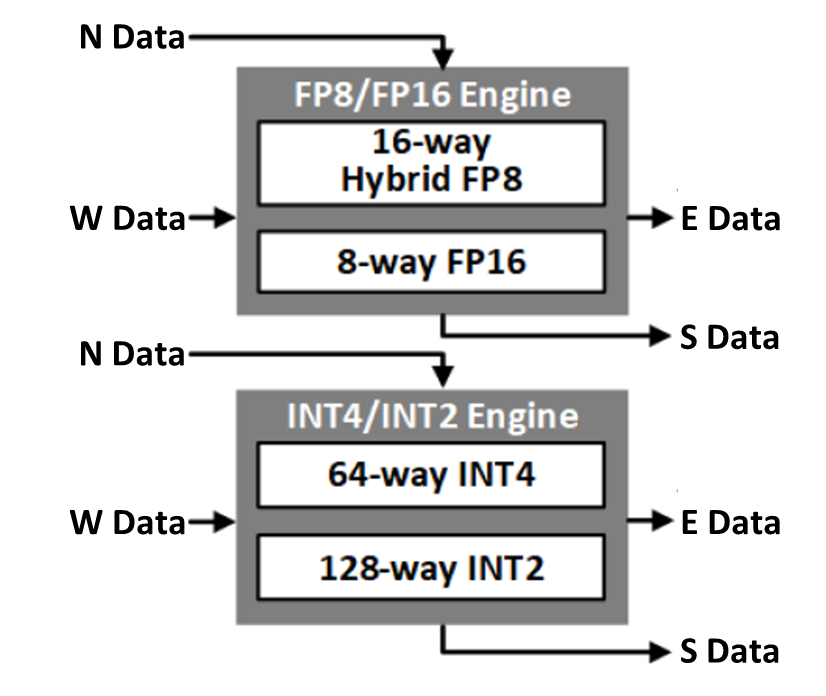 N Data
FP8/FP16 Engine
16-way
Hybrid FP8
W Data
E Data
8-way FP16
S Data
N Data
INT4/INT2 Engine
64-way INT4
W Data
E Data
128-way INT2
S Data